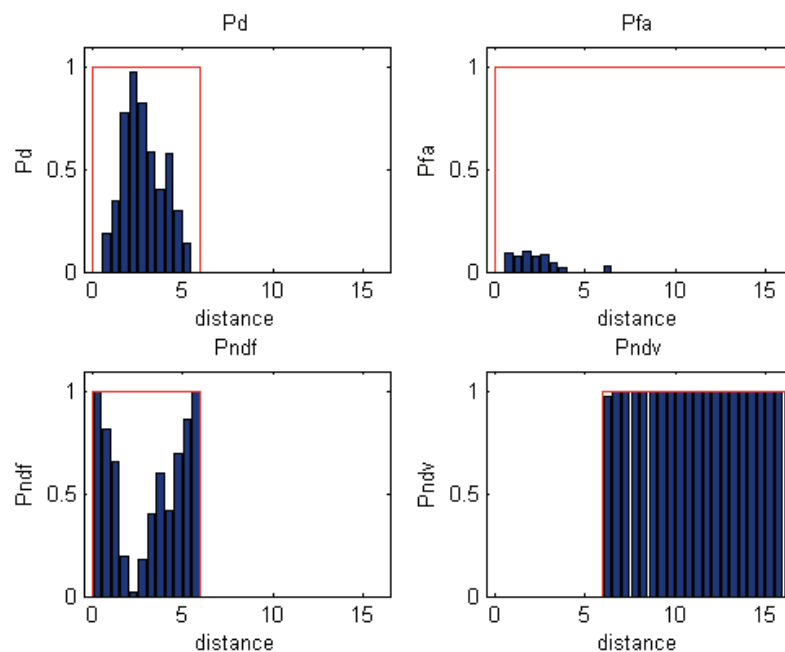 Pd Pfa
1 1
Pd 0.5 Pfa 0.5
0 0
0 5 10 15 0 5 10 15
distance distance
Pndf Pndv
1 1
Pndf 0.5 Pndv 0.5
0 0
0 5 10 15 0 5 10 15
distance distance